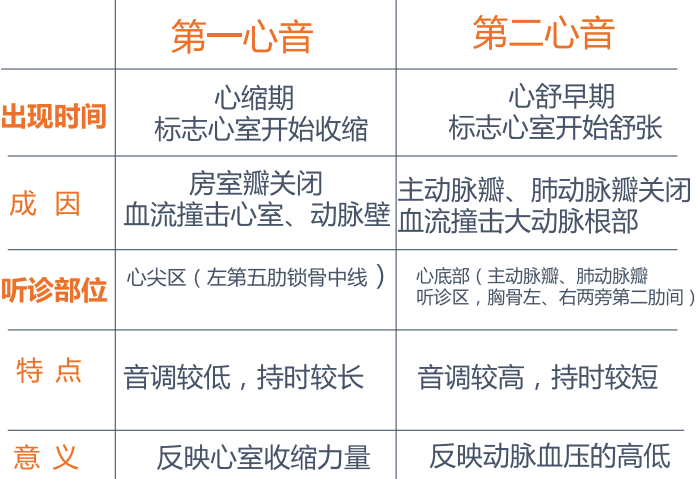 第一心音
第二心音
出现时间
心缩期
标志心室开始收缩
心舒早期
标志心室开始舒张
成 因
房室瓣关闭
血流撞击心室、动脉壁
主动脉瓣、肺动脉瓣关闭
血流撞击大动脉根部
听诊部位
心尖区（左第五肋锁骨中线）
心底部（主动脉瓣、肺动脉瓣
听诊区，胸骨左、右两旁第二肋间）
特 点
音调较低，持时较长
音调较高，持时较短
意 义
反映心室收缩力量
反映动脉血压的高低